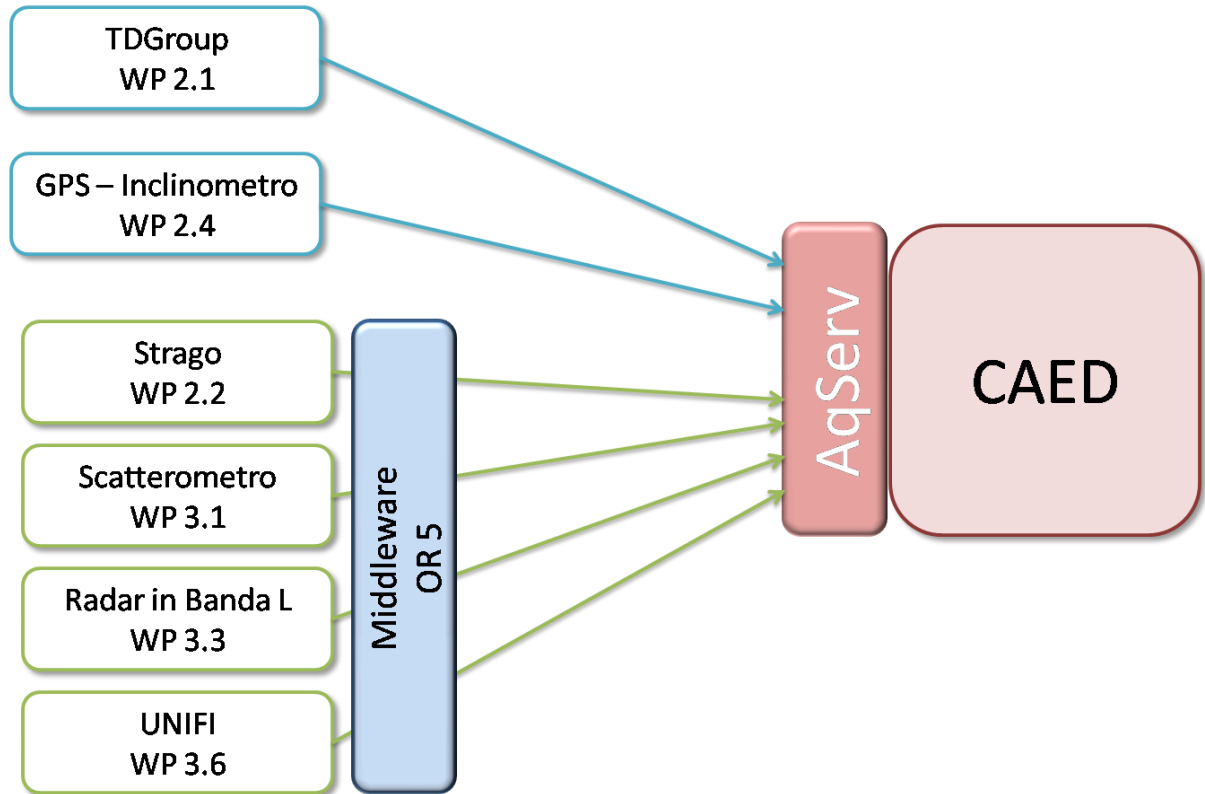 TDGroup
WP 2.1
GPS – Inclinometro
WP 2.4
Strago
WP 2.2
Scatterometro
WP 3.1
Radar in Banda L
WP 3.3
UNIFI
WP 3.6
Middleware
OR 5
AqServ
CAED